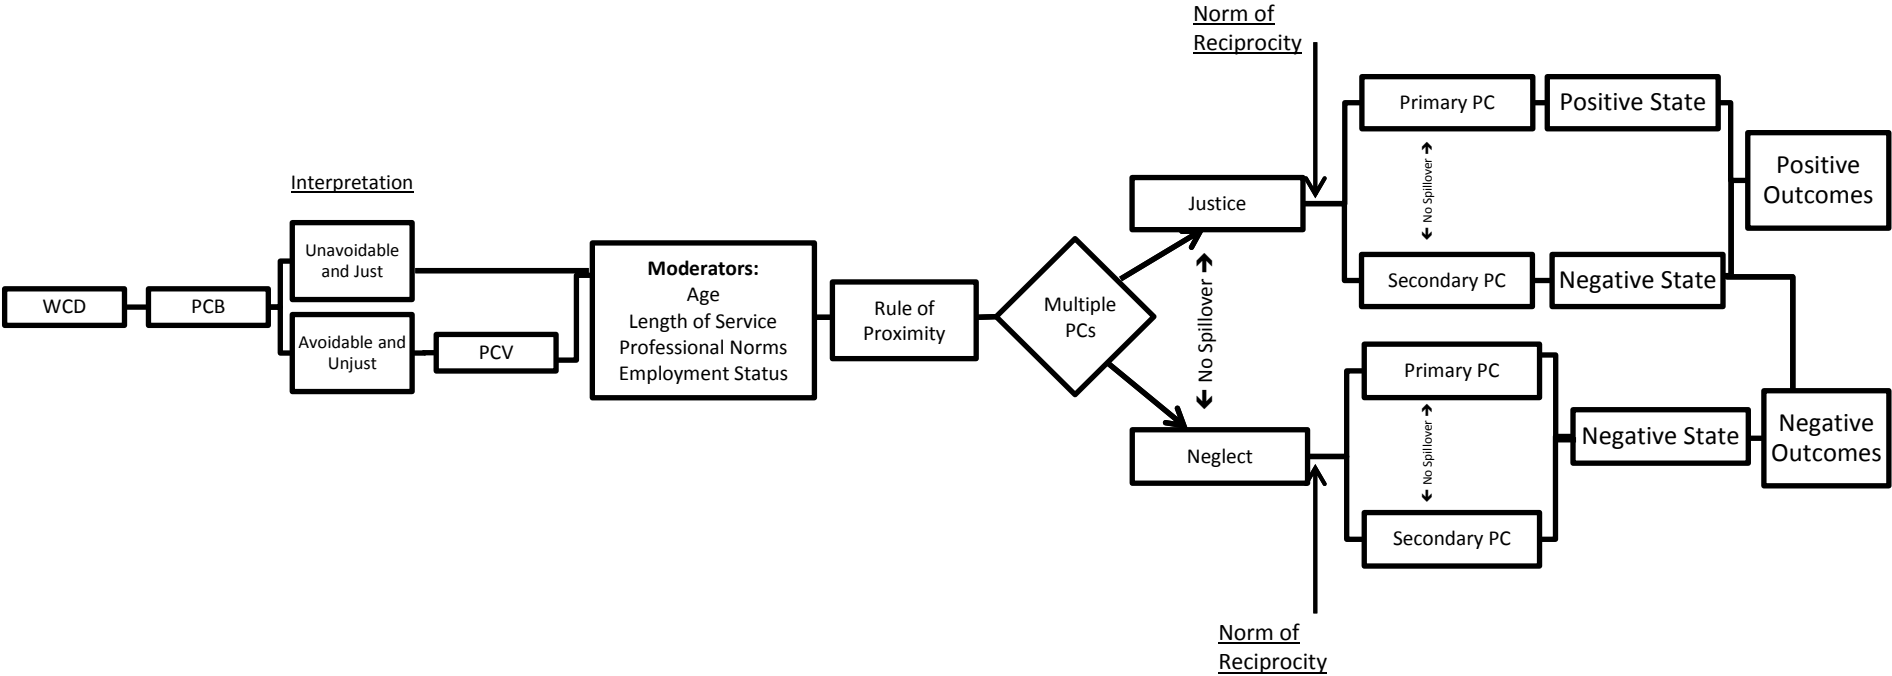 WCD
PCB
Interpretation
Unavoidable
and Just
Avoidable and
Unjust
PCV
Moderators:
Age
Length of Service
Professional Norms
Employment Status
Rule of
Proximity
Multiple
PCs
Norm of
Reciprocity
Justice
← No Spillover →
Neglect
Norm of
Reciprocity
Primary PC
Positive State
← No Spillover →
Secondary PC
Negative State
Positive
Outcomes
Primary PC
← No Spillover →
Secondary PC
Negative State
Negative
Outcomes